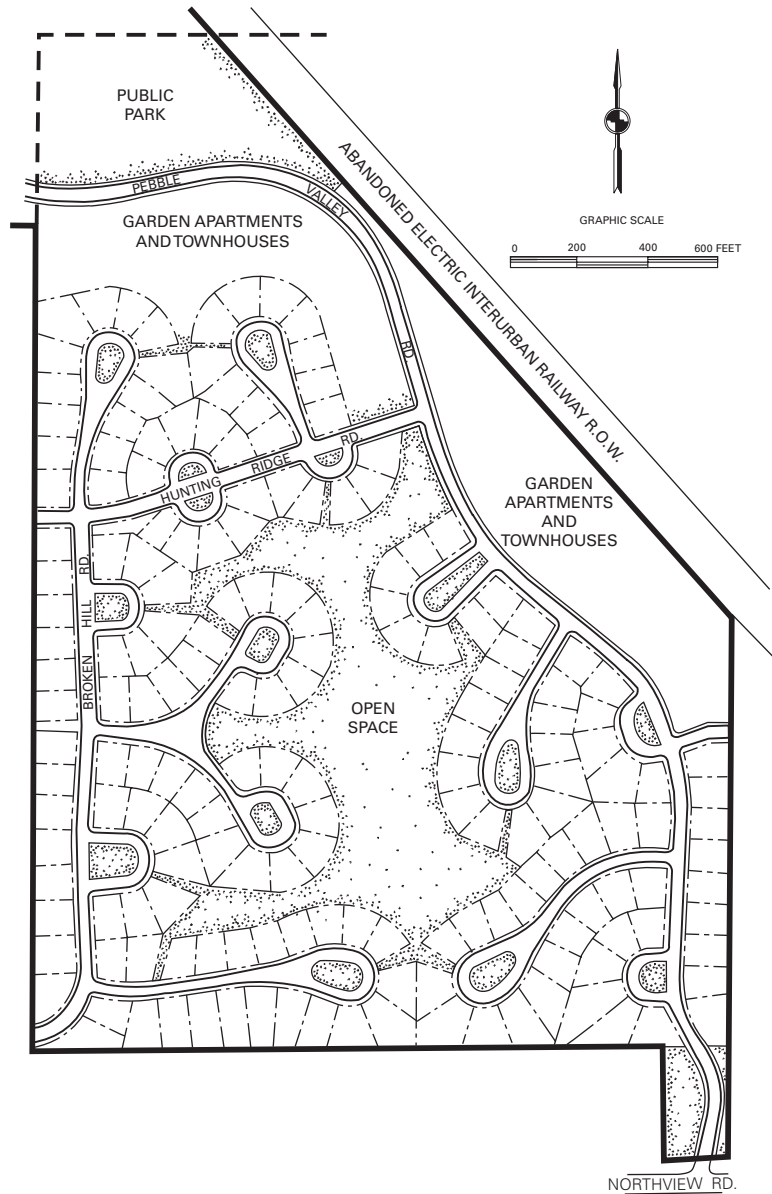 PUBLIC
PARK
PEBBLE
VALLEY
RD.
GARDEN APARTMENTS
AND TOWNHOUSES
ABANDONED ELECTRIC INTERURBAN RAILWAY R.O.W.
GRAPHIC SCALE
0 200 400 600 FEET
HUNTING RIDGE RD.
GARDEN
APARTMENTS
AND
TOWNHOUSES
BROKEN HILL RD.
OPEN
SPACE
NORTHVIEW RD.